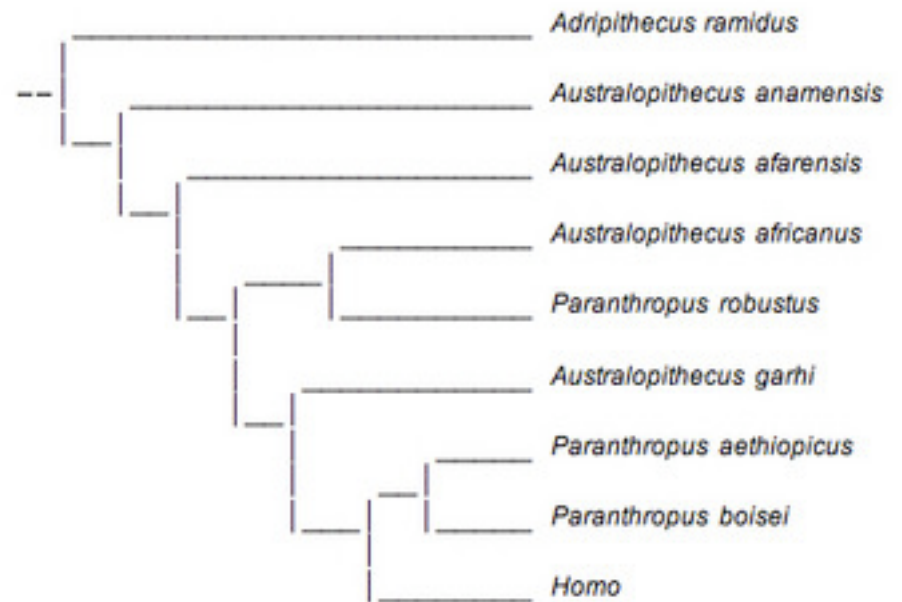 Adripithecus ramidus
Australopithecus anamensis
Australopithecus afarensis
Australopithecus africanus
Paranthropus robustus
Australopithecus garhi
Paranthropus aethiopicus
Paranthropus boisei
Homo